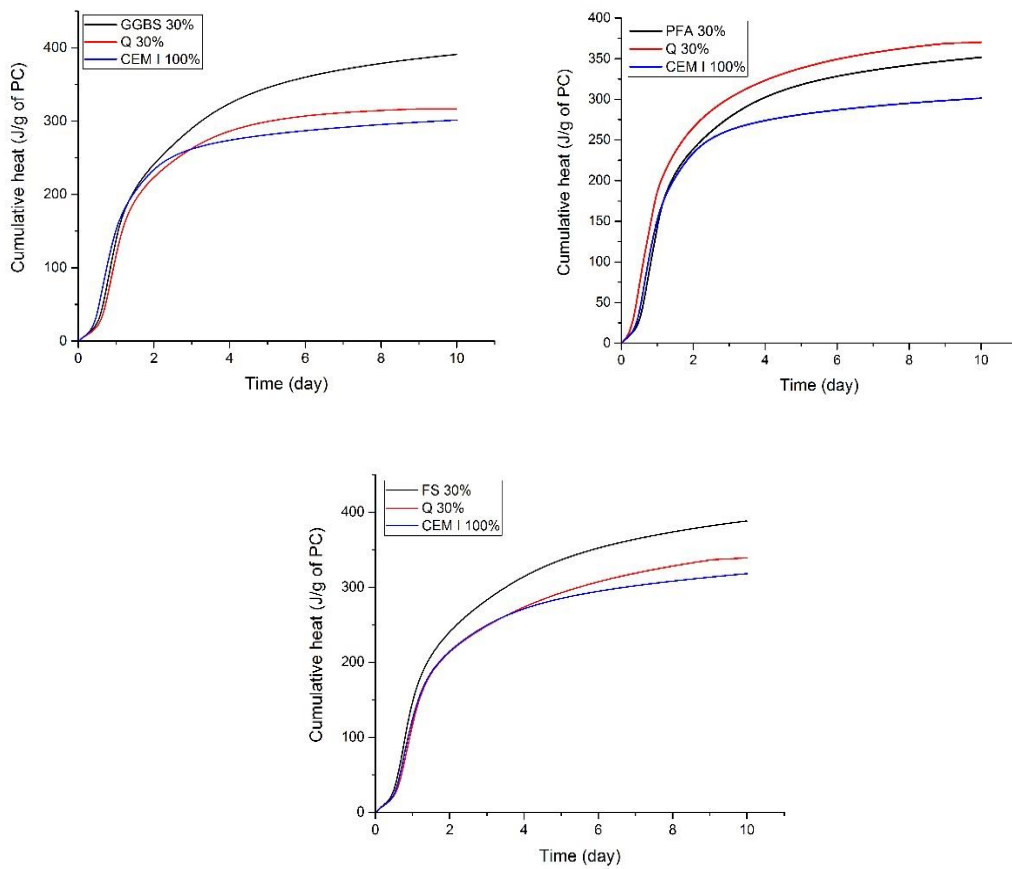 GGBS 30%
Q 30%
CEM I 100%
400
300
200
100
0
Cumulative heat (J/g of PC)
0 2 4 6 8 10
Time (day)
PFA 30%
Q 30%
CEM I 100%
400
350
300
250
200
150
100
50
0
Cumulative heat (J/g of PC)
0 2 4 6 8 10
Time (day)
FS 30%
Q 30%
CEM I 100%
400
300
200
100
0
Cumulative heat (J/g of PC)
0 2 4 6 8 10
Time (day)